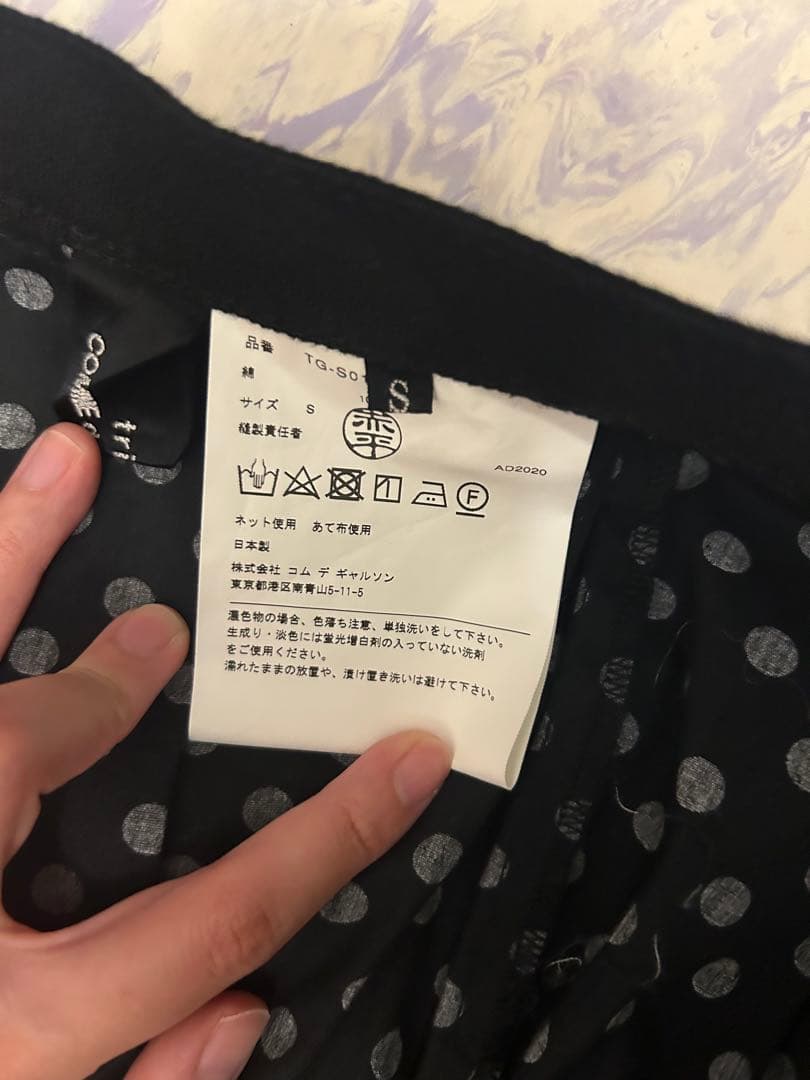 品番 TG-S0
綿
サイズ S
縫製責任者
S
AD2020
F
ネット使用 あて布使用
日本製
株式会社 コム デ ギャルソン
東京都港区南青山5-11-5
濃色物の場合、色落ち注意、単独洗いをして下さい。
生成り・淡色には蛍光増白剤の入っていない洗剤
をご使用ください。
濡れたままの放置や、漬け置き洗いは避けて下さい。
tri